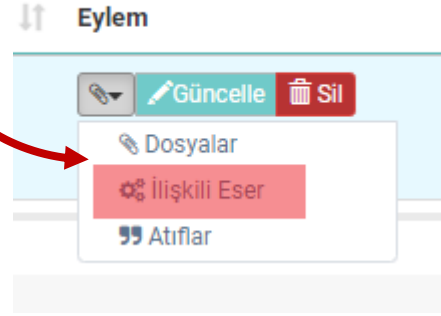 Eylem
Güncelle Sil
Dosyalar
İlişkili Eser
Atıflar